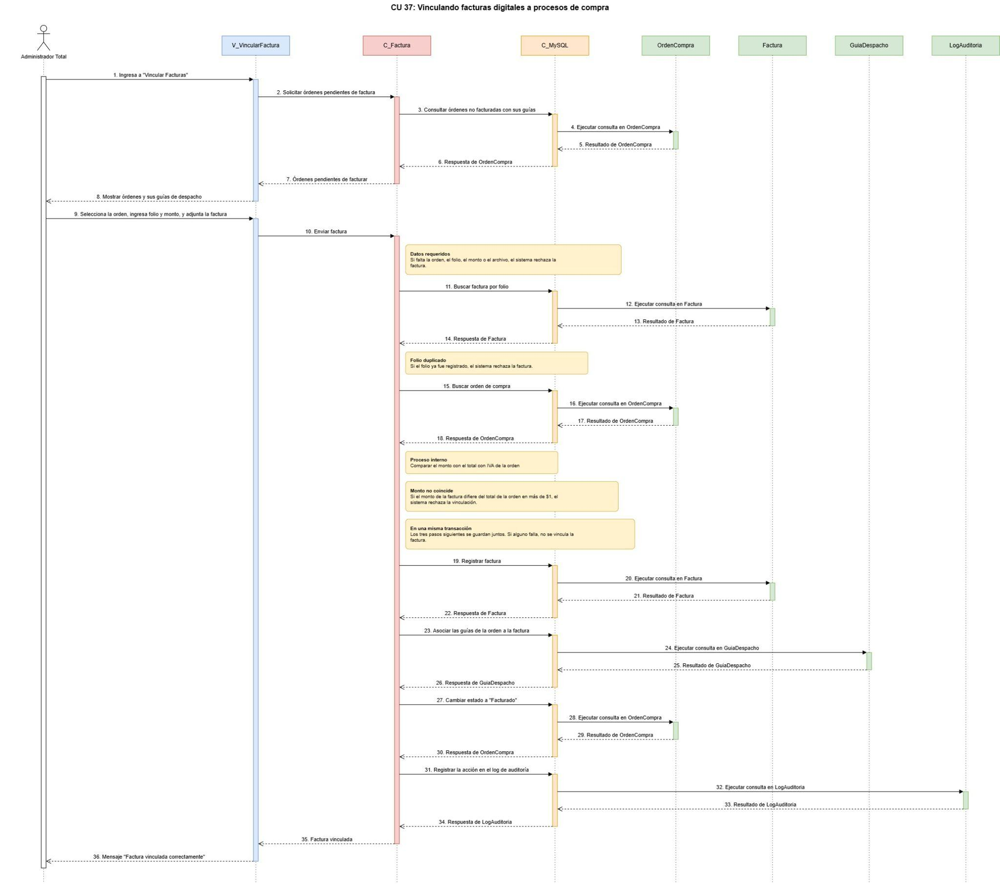 CU 37: Vinculando facturas digitales a procesos de compra
Administrador Total
V_VincularFactura
C_Factura
C_MySQL
OrdenCompra
Factura
GuiaDespacho
LogAuditoria
1. Ingresa a "Vincular Facturas"
2. Solicitar órdenes pendientes de factura
3. Consultar órdenes no facturadas con sus guías
4. Ejecutar consulta en OrdenCompra
5. Resultado de OrdenCompra
6. Respuesta de OrdenCompra
7. Órdenes pendientes de facturar
8. Mostrar órdenes y sus guías de despacho
9. Selecciona la orden, ingresa folio y monto, y adjunta la factura
10. Enviar factura
Datos requeridos
Si falta la orden, el folio, el monto o el archivo, el sistema rechaza la
factura.
11. Buscar factura por folio
12. Ejecutar consulta en Factura
13. Resultado de Factura
14. Respuesta de Factura
Folio duplicado
Si el folio ya fue registrado, el sistema rechaza la factura.
15. Buscar orden de compra
16. Ejecutar consulta en OrdenCompra
17. Resultado de OrdenCompra
18. Respuesta de OrdenCompra
Proceso interno
Comparar el monto con el total con IVA de la orden
Monto no coincide
Si el monto de la factura difiere del total de la orden en más de $1, el
sistema rechaza la vinculación.
En una misma transacción
Los tres pasos siguientes se guardan juntos. Si alguno falla, no se vincula la
factura.
19. Registrar factura
20. Ejecutar consulta en Factura
21. Resultado de Factura
22. Respuesta de Factura
23. Asociar las guías de la orden a la factura
24. Ejecutar consulta en GuiaDespacho
25. Resultado de GuiaDespacho
26. Respuesta de GuiaDespacho
27. Cambiar estado a "Facturado"
28. Ejecutar consulta en OrdenCompra
29. Resultado de OrdenCompra
30. Respuesta de OrdenCompra
31. Registrar la acción en el log de auditoría
32. Ejecutar consulta en LogAuditoria
33. Resultado de LogAuditoria
34. Respuesta de LogAuditoria
35. Factura vinculada
36. Mensaje "Factura vinculada correctamente"